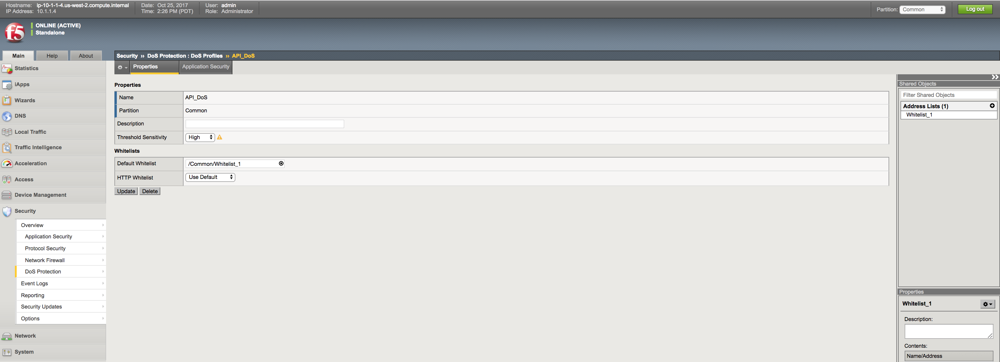 Hostname: ip-10-1-1-4.us-west-2.compute.internal
IP Address: 10.1.1.4
Date: Oct 25, 2017
Time: 2:26 PM (PDT)
User: admin
Role: Administrator
Partition: Common
Log out
f5
ONLINE (ACTIVE)
Standalone
Main
Help
About
Security ›› DoS Protection : DoS Profiles ›› API_DoS
Properties
Application Security
Statistics
iApps
Wizards
DNS
Local Traffic
Traffic Intelligence
Acceleration
Access
Device Management
Security
Overview
Application Security
Protocol Security
Network Firewall
DoS Protection
Event Logs
Reporting
Security Updates
Options
Network
System
Properties
Name API_DoS
Partition Common
Description
Threshold Sensitivity High
Whitelists
Default Whitelist /Common/Whitelist_1
HTTP Whitelist Use Default
Update Delete
Shared Objects
Filter Shared Objects
Address Lists (1)
Whitelist_1
Properties
Whitelist_1
Description:
Contents:
Name/Address